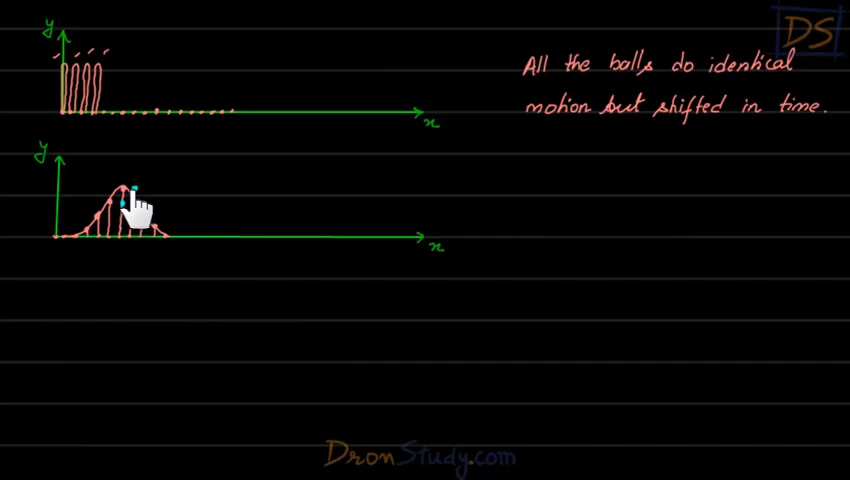 DS
y
All the balls do identical
motion but shifted in time.
x
y
x
DronStudy.com